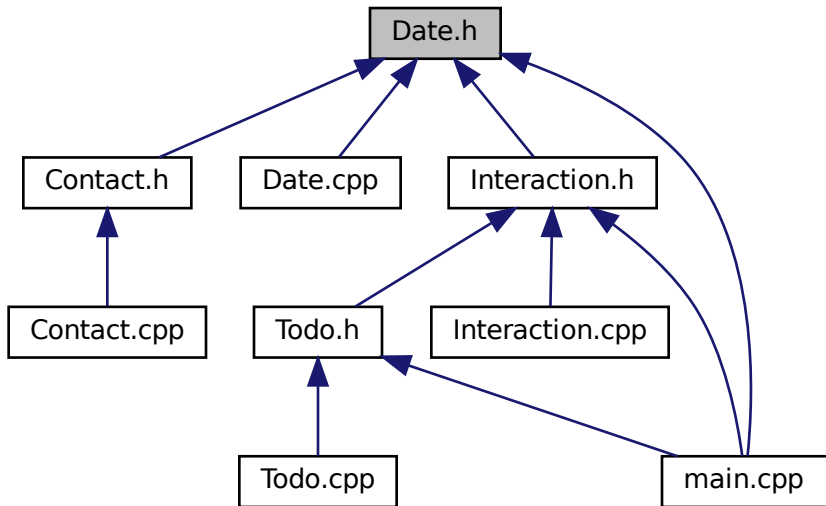 Date.h
Contact.h
Date.cpp
Interaction.h
Contact.cpp
Todo.h
Interaction.cpp
Todo.cpp
main.cpp